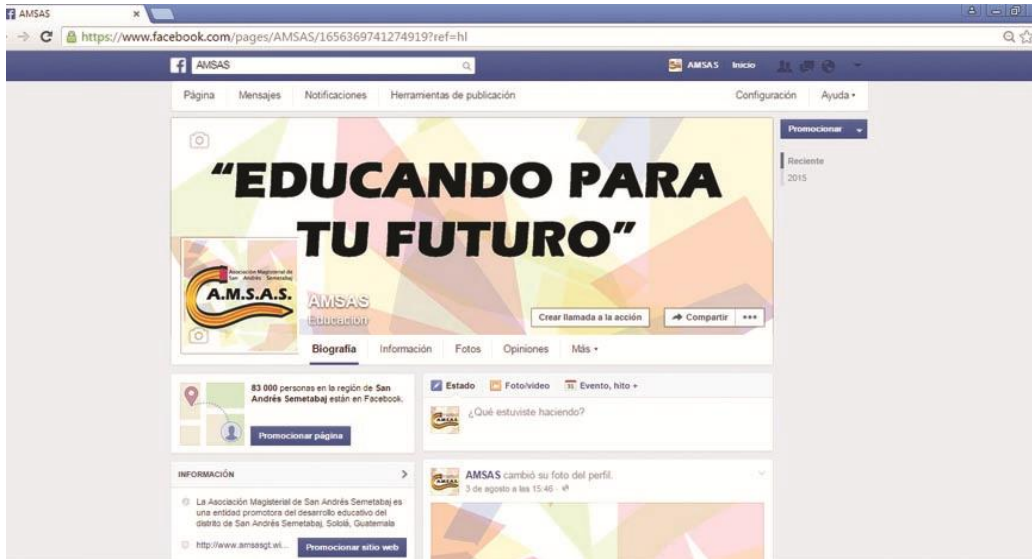 AMSAS
https://www.facebook.com/pages/AMSAS/1656369741274919?ref=hl
AMSAS
AMSAS Inicio
Página Mensajes Notificaciones Herramientas de publicación Configuración Ayuda
Promocionar
Reciente
2015
“EDUCANDO PARA
TU FUTURO”
Asociación Magisterial de
San Andrés Semetabaj
A.M.S.A.S.
AMSAS
Educación
Crear llamada a la acción Compartir
Biografía Información Fotos Opiniones Más
83 000 personas en la región de San
Andrés Semetabaj están en Facebook.
Promocionar página
Estado Foto/video 31 Evento, hito +
¿Qué estuviste haciendo?
INFORMACIÓN
La Asociación Magisterial de San Andrés Semetabaj es
una entidad promotora del desarrollo educativo del
distrito de San Andrés Semetabaj, Sololá, Guatemala
http://www.amsasgt.wi...
Promocionar sitio web
AMSAS cambió su foto del perfil.
3 de agosto a las 15:46